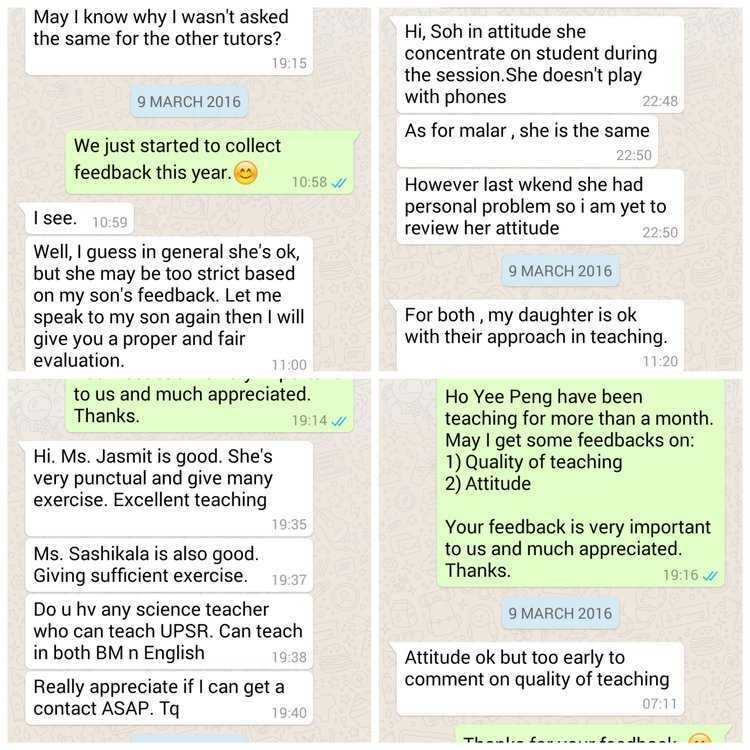 May I know why I wasn't asked
the same for the other tutors?
19:15
9 MARCH 2016
We just started to collect
feedback this year.😊
10:58
I see.
10:59
Well, I guess in general she's ok,
but she may be too strict based
on my son's feedback. Let me
speak to my son again then I will
give you a proper and fair
evaluation.
11:00
Hi, Soh in attitude she
concentrate on student during
the session.She doesn't play
with phones
22:48
As for malar , she is the same
22:50
However last wkend she had
personal problem so i am yet to
review her attitude
22:50
9 MARCH 2016
For both , my daughter is ok
with their approach in teaching.
11:20
to us and much appreciated.
Thanks.
19:14
Hi. Ms. Jasmit is good. She's
very punctual and give many
exercise. Excellent teaching
19:35
Ms. Sashikala is also good.
Giving sufficient exercise.
19:37
Do u hv any science teacher
who can teach UPSR. Can teach
in both BM n English
19:38
Really appreciate if I can get a
contact ASAP. Tq
19:40
Ho Yee Peng have been
teaching for more than a month.
May I get some feedbacks on:
1) Quality of teaching
2) Attitude
Your feedback is very important
to us and much appreciated.
Thanks.
19:16
9 MARCH 2016
Attitude ok but too early to
comment on quality of teaching
07:11
Thanks for your feedback. 😊